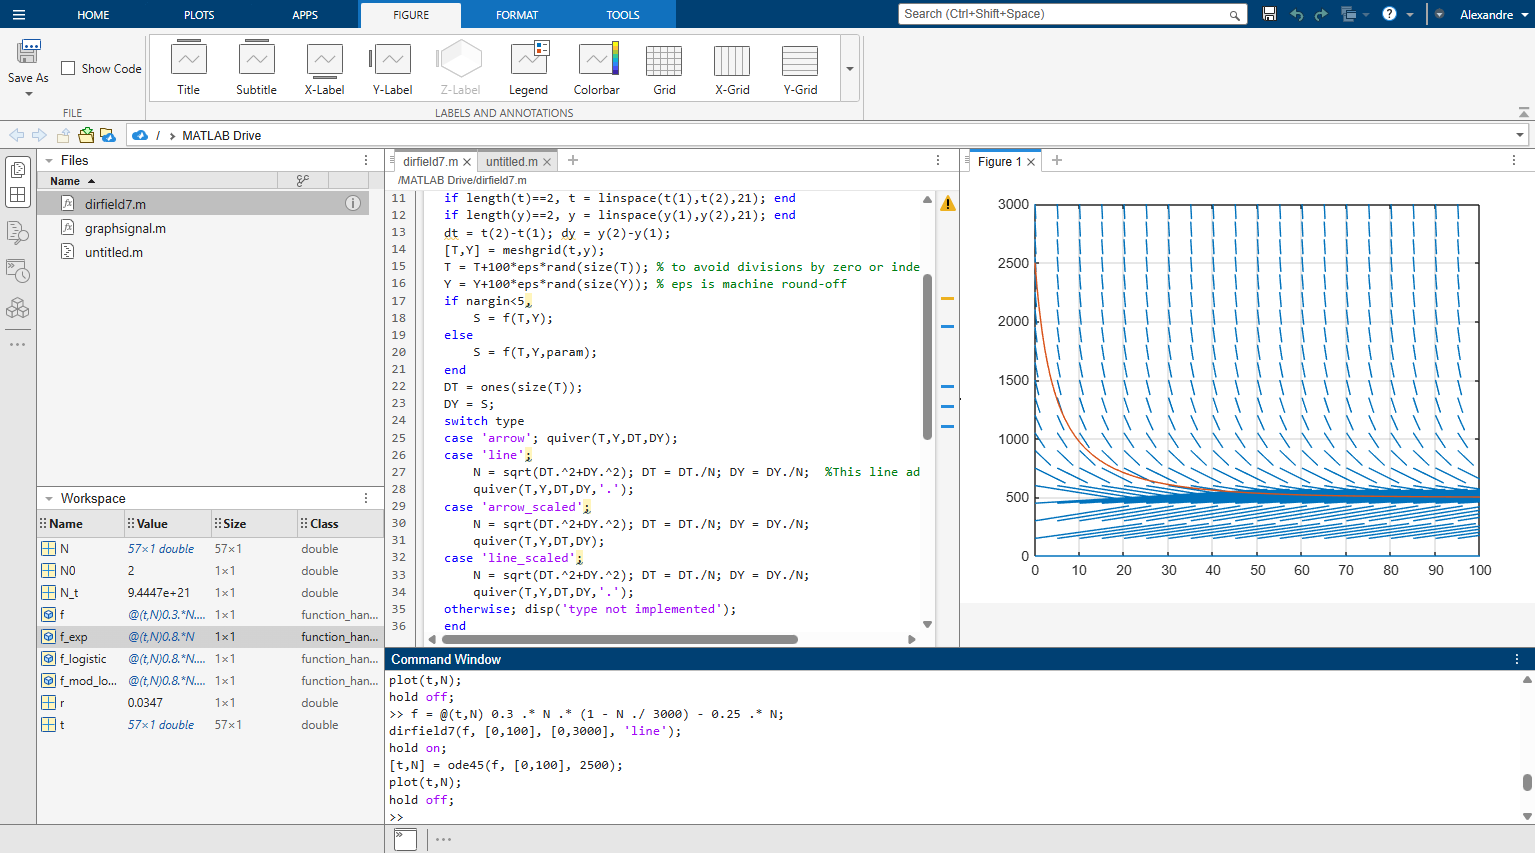 HOME PLOTS APPS FIGURE FORMAT TOOLS Search (Ctrl+Shift+Space) ? Alexandre
Save As
Show Code
Title Subtitle X-Label Y-Label Z-Label Legend Colorbar Grid X-Grid Y-Grid
FILE LABELS AND ANNOTATIONS
/ > MATLAB Drive
Files
Name
dirfield7.m
graphsignal.m
untitled.m
Workspace
Name Value Size Class
N 57×1 double 57×1 double
N0 2 1×1 double
N_t 9.4447e+21 1×1 double
f @(t,N)0.3.*N.... 1×1 function_han...
f_exp @(t,N)0.8.*N 1×1 function_han...
f_logistic @(t,N)0.8.*N.... 1×1 function_han...
f_mod_lo... @(t,N)0.8.*N.... 1×1 function_han...
r 0.0347 1×1 double
t 57×1 double 57×1 double
dirfield7.m × untitled.m × +
/MATLAB Drive/dirfield7.m
11 if length(t)==2, t = linspace(t(1),t(2),21); end
12 if length(y)==2, y = linspace(y(1),y(2),21); end
13 dt = t(2)-t(1); dy = y(2)-y(1);
14 [T,Y] = meshgrid(t,y);
15 T = T+100*eps*rand(size(T)); % to avoid divisions by zero or inde
16 Y = Y+100*eps*rand(size(Y)); % eps is machine round-off
17 if nargin<5,
18 S = f(T,Y);
19 else
20 S = f(T,Y,param);
21 end
22 DT = ones(size(T));
23 DY = S;
24 switch type
25 case 'arrow'; quiver(T,Y,DT,DY);
26 case 'line';
27 N = sqrt(DT.^2+DY.^2); DT = DT./N; DY = DY./N; %This line ad
28 quiver(T,Y,DT,DY,'.');
29 case 'arrow_scaled';
30 N = sqrt(DT.^2+DY.^2); DT = DT./N; DY = DY./N;
31 quiver(T,Y,DT,DY);
32 case 'line_scaled';
33 N = sqrt(DT.^2+DY.^2); DT = DT./N; DY = DY./N;
34 quiver(T,Y,DT,DY,'.');
35 otherwise; disp('type not implemented');
36 end
Figure 1 × +
3000
2500
2000
1500
1000
500
0
0 10 20 30 40 50 60 70 80 90 100
Command Window
plot(t,N);
hold off;
>> f = @(t,N) 0.3 .* N .* (1 - N ./ 3000) - 0.25 .* N;
dirfield7(f, [0,100], [0,3000], 'line');
hold on;
[t,N] = ode45(f, [0,100], 2500);
plot(t,N);
hold off;
>>